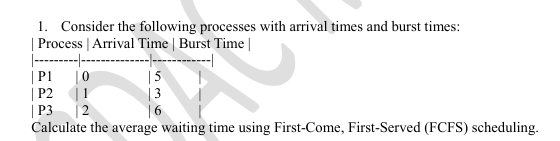 1. Consider the following processes with arrival times and burst times:
| Process | Arrival Time | Burst Time |
|---------|--------------|------------|
| P1 | 0 | 5 |
| P2 | 1 | 3 |
| P3 | 2 | 6 |
Calculate the average waiting time using First-Come, First-Served (FCFS) scheduling.